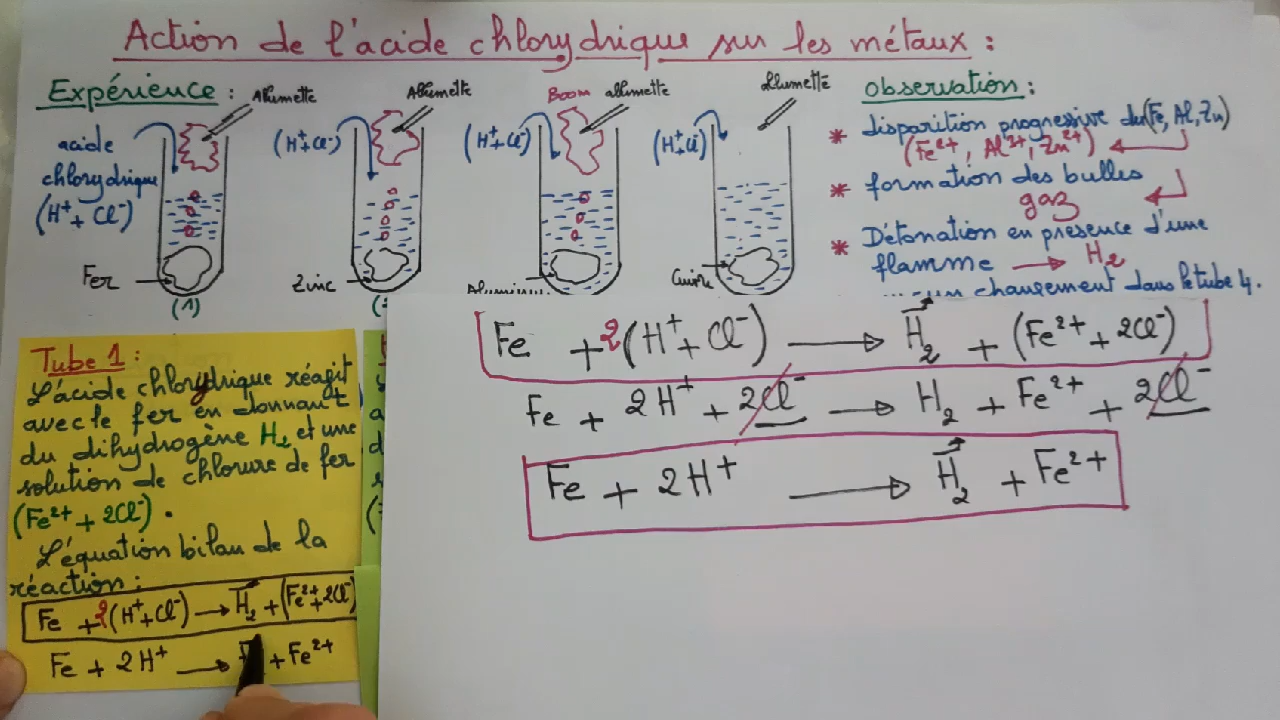 Action de l'acide chlorydrique sur les métaux :
Expérience :
Allumette
Allumette
Boom allumette
Allumette
acide
chlorydrique
(H⁺ + Cl⁻)
(H⁺+Cl⁻)
(H⁺+Cl⁻)
(H⁺+Cl⁻)
Fer
Zinc
Cuivre
(1)
observation :
* disparition progressive du (Fe, Al, Zn)
(Fe²⁺, Al³⁺, Zn²⁺)
* formation des bulles
gaz
* Détonation en présence d'une
flamme → H₂
un changement dans le tube 4.
Tube 1 :
L'acide chlorydrique réagit
avec le fer en donnant
du dihydrogène H₂ et une
solution de chlorure de fer
(Fe²⁺ + 2Cl⁻).
L'équation bilan de la
réaction :
Fe + 2(H⁺+Cl⁻) → H₂ + (Fe²⁺+2Cl⁻)
Fe + 2H⁺ → + Fe²⁺
Fe + 2(H⁺+Cl⁻) → H₂ + (Fe²⁺ + 2Cl⁻)
Fe + 2H⁺ + 2Cl⁻ → H₂ + Fe²⁺ + 2Cl⁻
Fe + 2H⁺ → H₂ + Fe²⁺